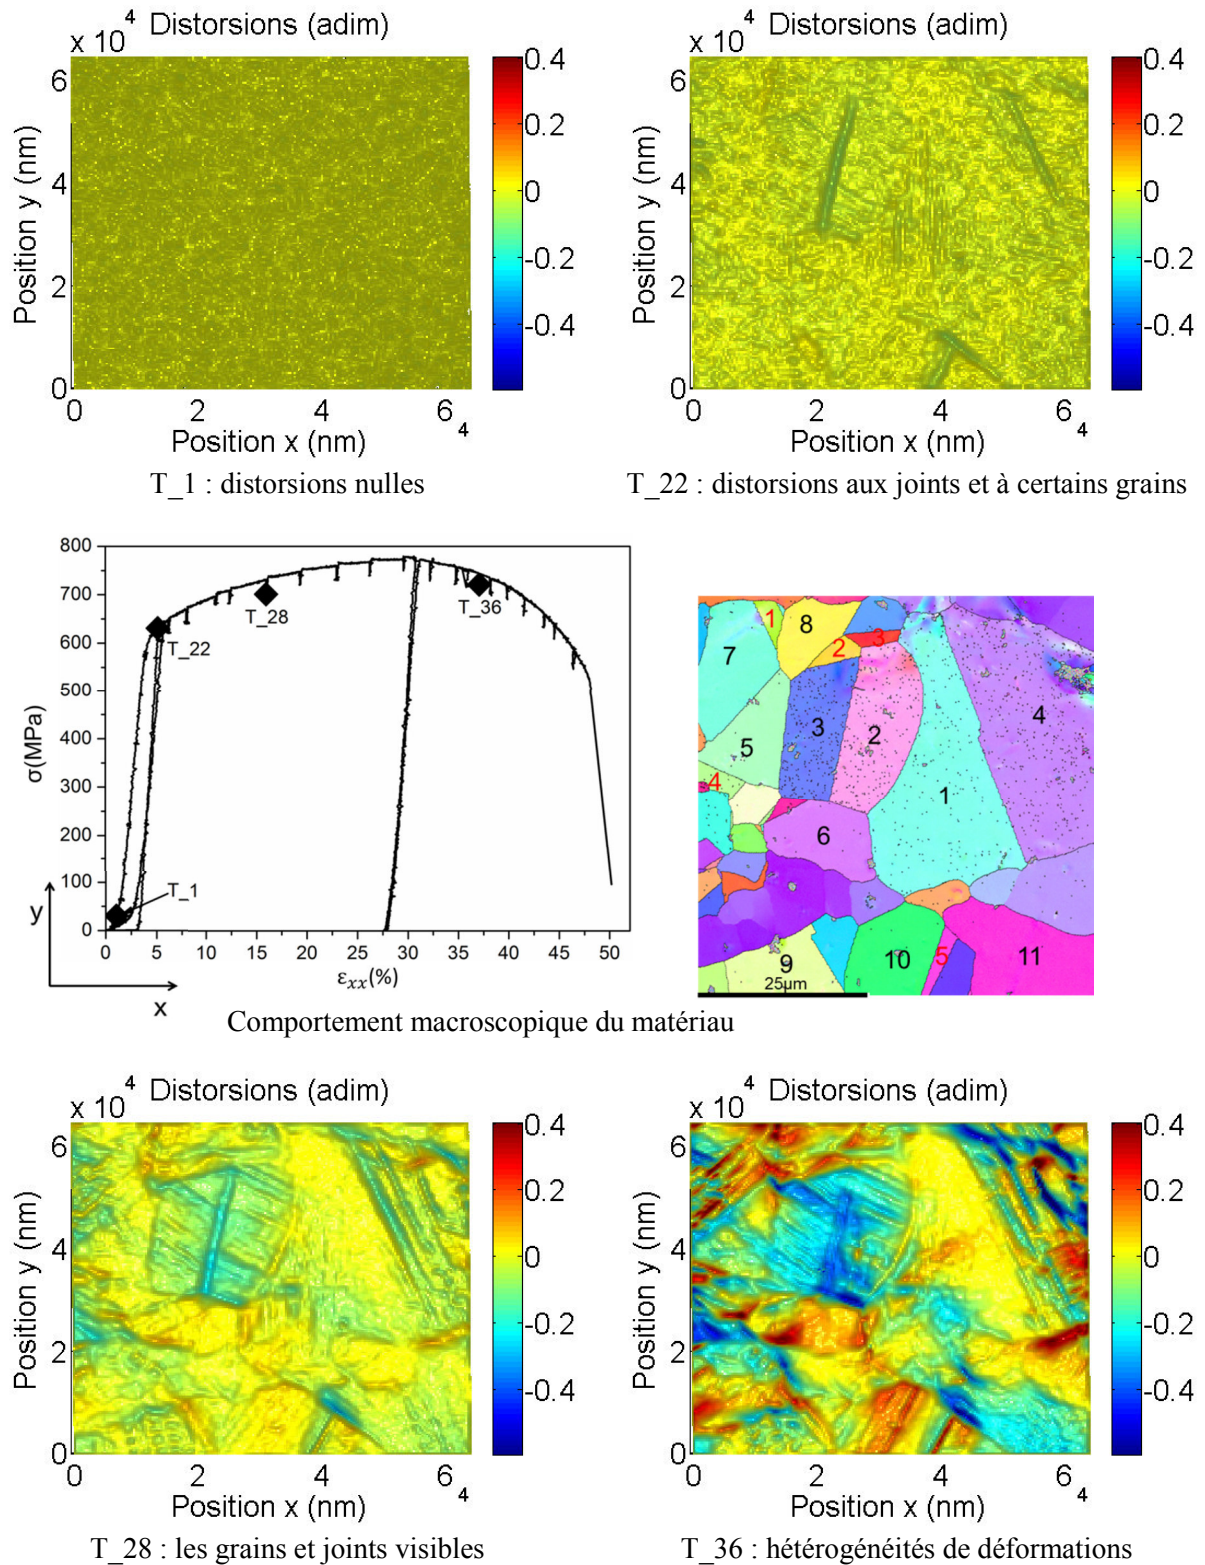 Distorsions (adim)
x 10 4
0.4
0.2
0
-0.2
-0.4
6
4
2
0
Position y (nm)
0 2 4 6
4
Position x (nm)
T_1 : distorsions nulles
Distorsions (adim)
x 10 4
0.4
0.2
0
-0.2
-0.4
6
4
2
0
Position y (nm)
0 2 4 6
4
Position x (nm)
T_22 : distorsions aux joints et à certains grains
800
700
600
500
400
300
200
100
0
σ(MPa)
T_28
T_36
T_22
T_1
y
x
0 5 10 15 20 25 30 35 40 45 50
εxx(%)
1 8
7 2 3
3 2 4
5
4 1
6
9 10 5 11
25µm
Comportement macroscopique du matériau
Distorsions (adim)
x 10 4
0.4
0.2
0
-0.2
-0.4
6
4
2
0
Position y (nm)
0 2 4 6
4
Position x (nm)
T_28 : les grains et joints visibles
Distorsions (adim)
x 10 4
0.4
0.2
0
-0.2
-0.4
6
4
2
0
Position y (nm)
0 2 4 6
4
Position x (nm)
T_36 : hétérogénéités de déformations